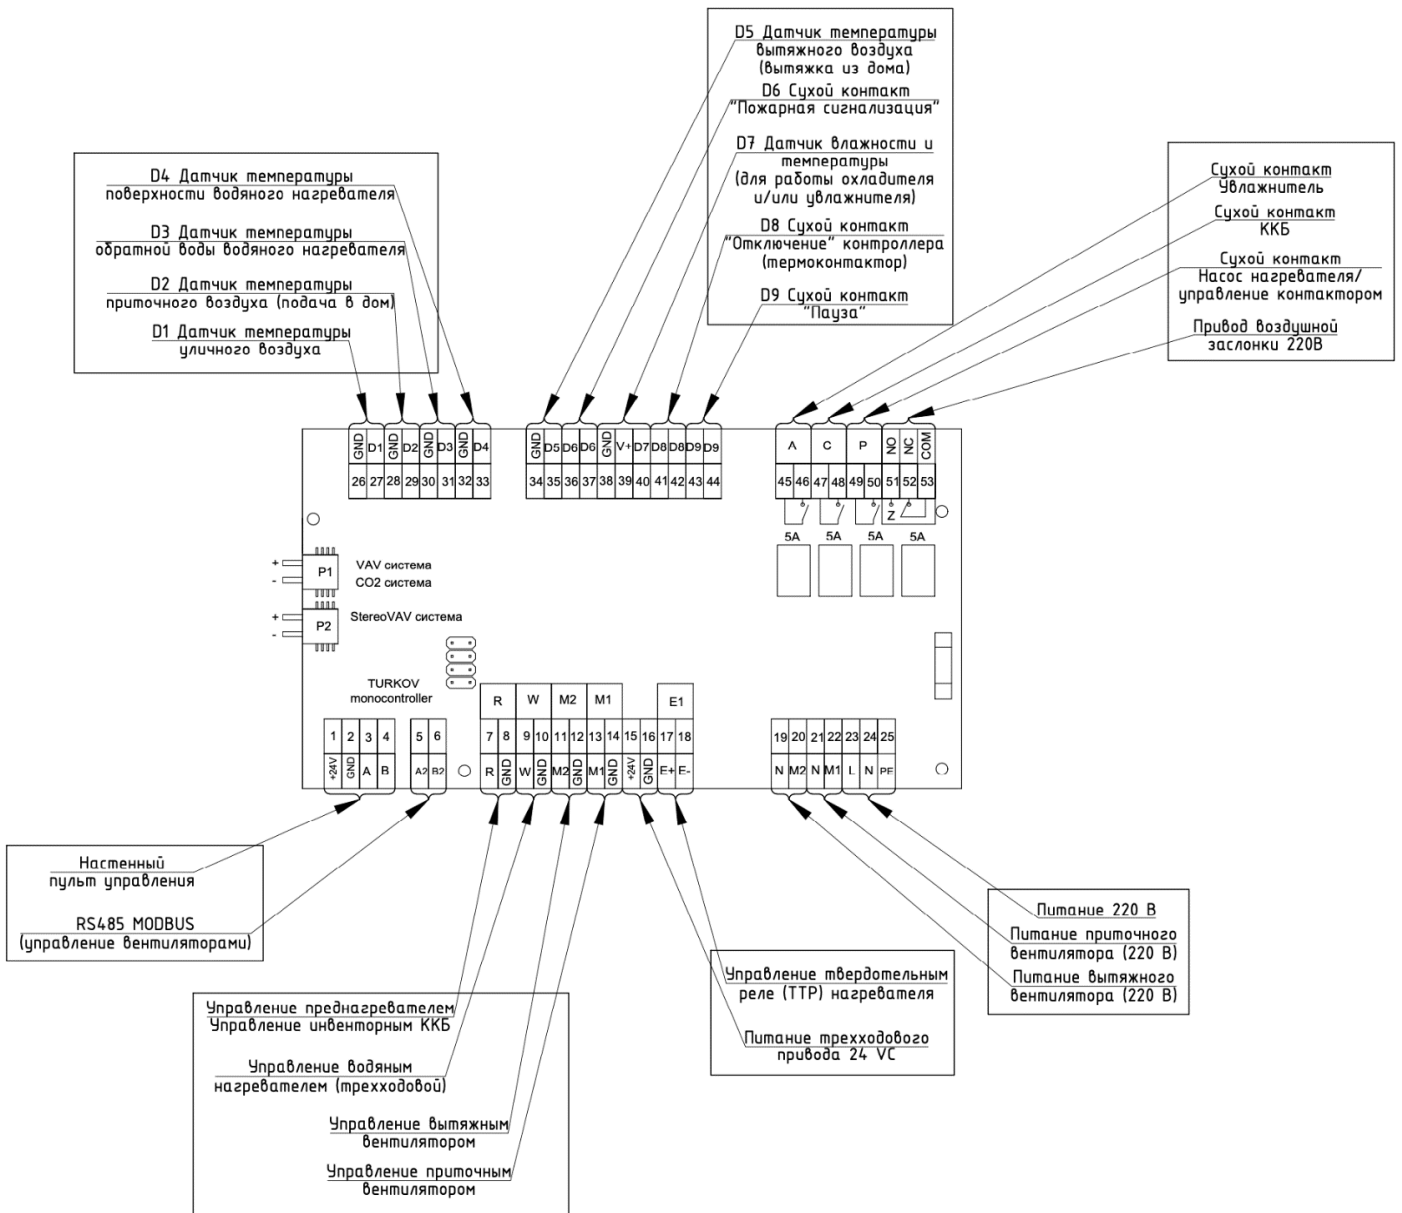 D5 Датчик температуры
вытяжного воздуха
(вытяжка из дома)
D6 Сухой контакт
"Пожарная сигнализация"
D7 Датчик влажности и
температуры
(для работы охладителя
и/или увлажнителя)
D8 Сухой контакт
"Отключение" контроллера
(термоконтактор)
D9 Сухой контакт
"Пауза"
D4 Датчик температуры
поверхности водяного нагревателя
D3 Датчик температуры
обратной воды водяного нагревателя
D2 Датчик температуры
приточного воздуха (подача в дом)
D1 Датчик температуры
уличного воздуха
Сухой контакт
Увлажнитель
Сухой контакт
ККБ
Сухой контакт
Насос нагревателя/
управление контактором
Привод воздушной
заслонки 220В
GND D1 GND D2 GND D3 GND D4
26 27 28 29 30 31 32 33
GND D5 D6 D6 GND V+ D7 D8 D8 D9 D9
34 35 36 37 38 39 40 41 42 43 44
A C P NO NC COM
45 46 47 48 49 50 51 52 53
Z
5A 5A 5A 5A
+ - P1
VAV система
CO2 система
+ - P2
StereoVAV система
TURKOV
monocontroller
R W M2 M1 E1
1 2 3 4 5 6 7 8 9 10 11 12 13 14 15 16 17 18 19 20 21 22 23 24 25
+24V GND A B A2 B2 R GND W GND M2 GND M1 GND +24V GND E+ E- N M2 N M1 L N PE
Настенный
пульт управления
RS485 MODBUS
(управление вентиляторами)
Управление преднагревателем
Управление инвенторным ККБ
Управление водяным
нагревателем (трехходовой)
Управление вытяжным
вентилятором
Управление приточным
вентилятором
Управление твердотельным
реле (ТТР) нагревателя
Питание трехходового
привода 24 VC
Питание 220 В
Питание приточного
вентилятора (220 В)
Питание вытяжного
вентилятора (220 В)